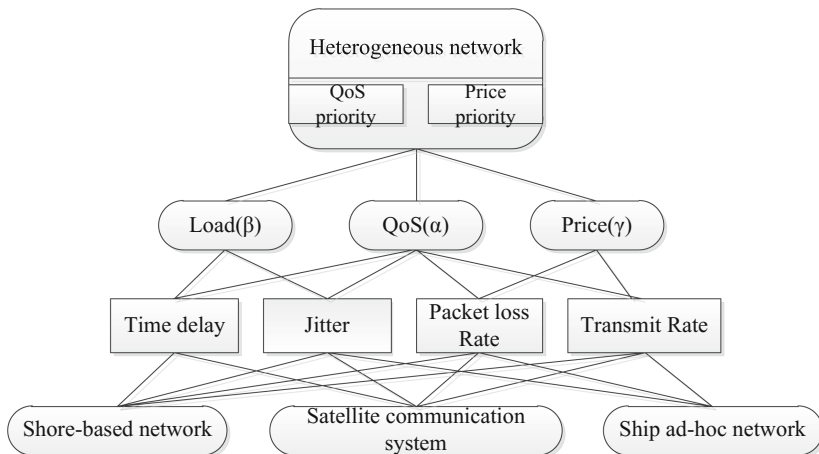 Heterogeneous network
QoS Price
priority priority
Load(β) QoS(α) Price(γ)
Time delay Jitter Packet loss Transmit Rate
Rate
Shore-based network Satellite communication Ship ad-hoc network
system